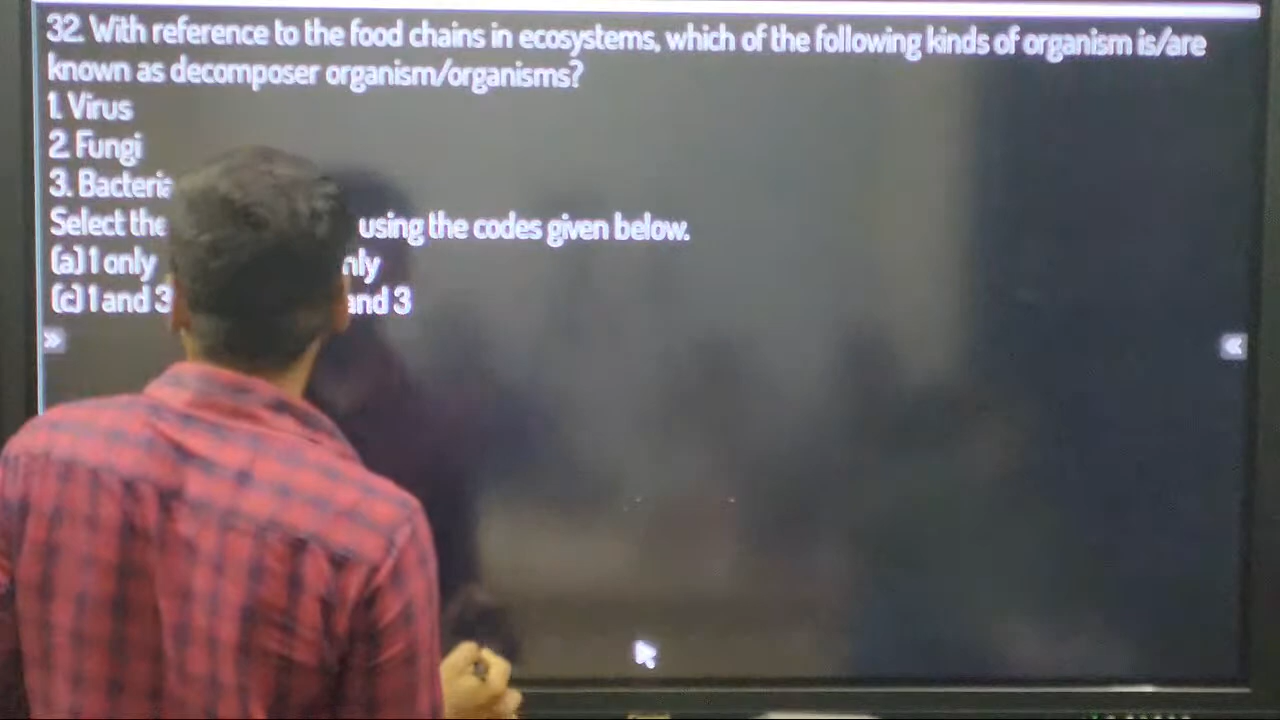 32. With reference to the food chains in ecosystems, which of the following kinds of organism is/are
known as decomposer organism/organisms?
1. Virus
2. Fungi
3. Bacteria
Select the using the codes given below.
(a) 1 only
(c) 1 and 3 and 3